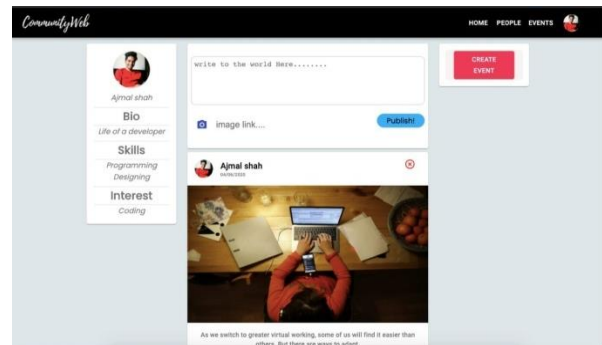 CommunityWeb
HOME PEOPLE EVENTS
Ajmal shah
Bio
Life of a developer
Skills
Programming
Designing
Interest
Coding
write to the world Here........
image link....
Publish!
CREATE
EVENT
Ajmal shah
As we switch to greater virtual working, some of us will find it easier than
others. But there are ways to adapt